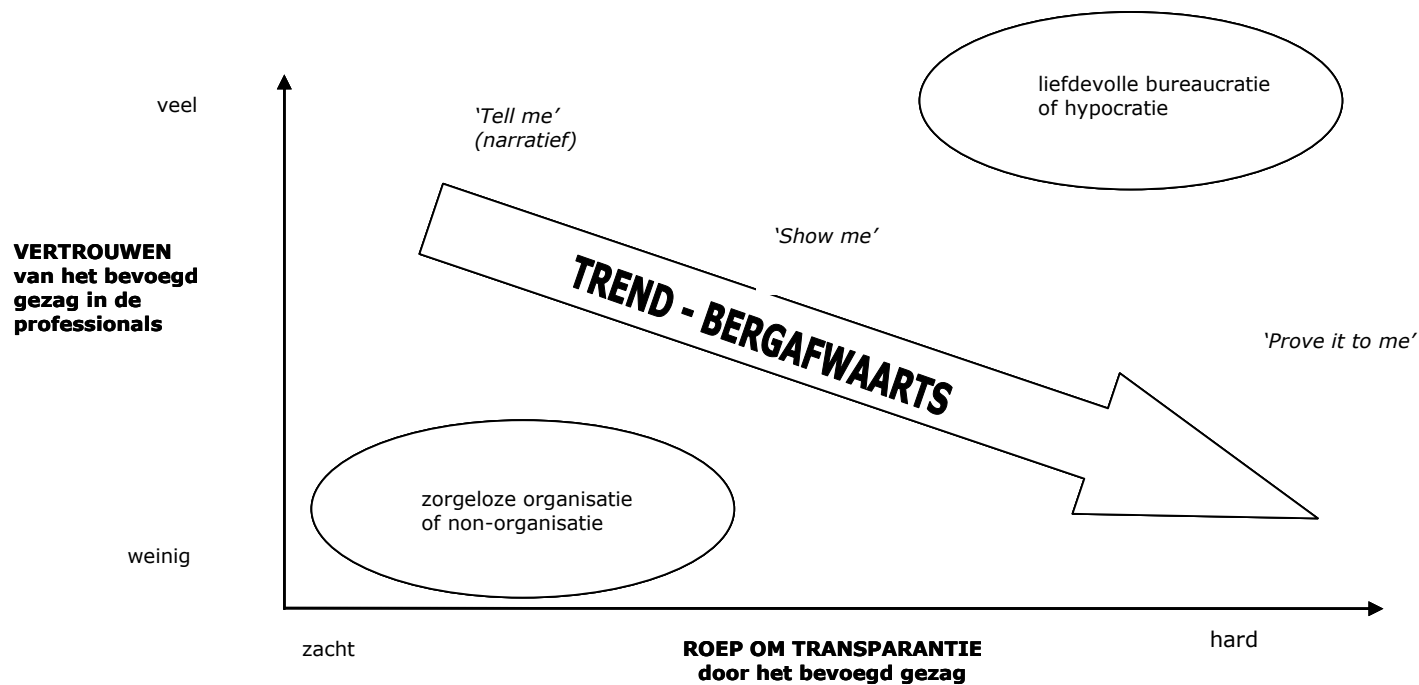 veel
liefdevolle bureaucratie
of hypocratie
‘Tell me’
(narratief)
‘Show me’
VERTROUWEN
van het bevoegd
gezag in de
professionals
TREND - BERGAFWAARTS
‘Prove it to me’
zorgeloze organisatie
of non-organisatie
weinig
zacht
ROEP OM TRANSPARANTIE
door het bevoegd gezag
hard